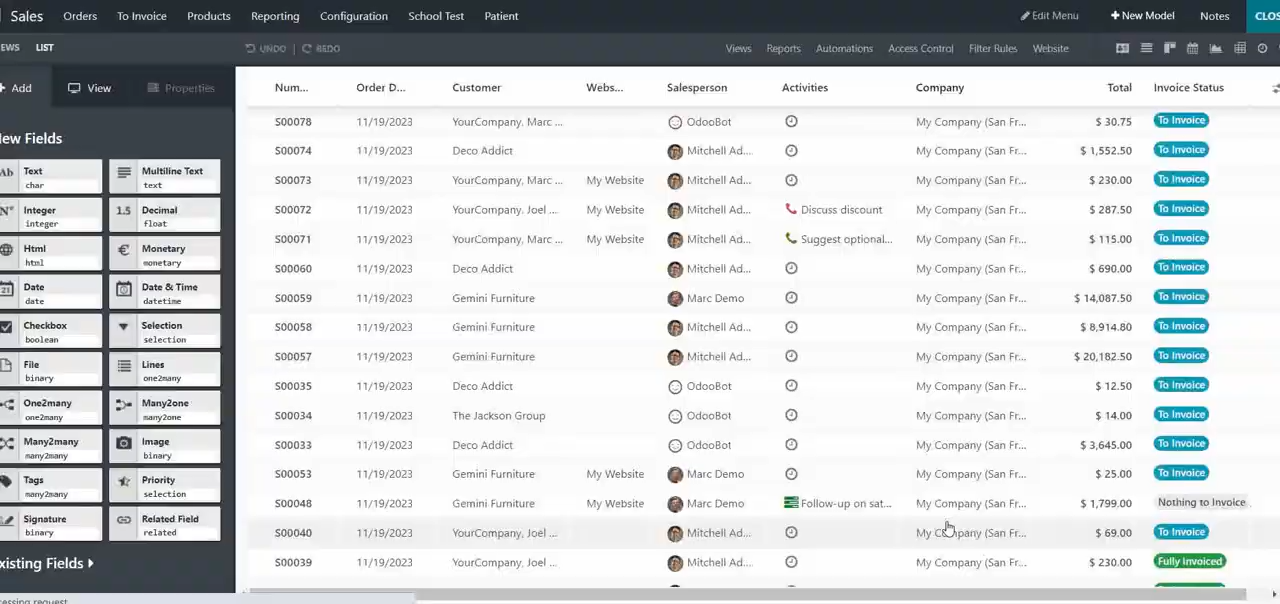 Sales Orders To Invoice Products Reporting Configuration School Test Patient Edit Menu +New Model Notes CLOS
EWS LIST UNDO REDO Views Reports Automations Access Control Filter Rules Website
+ Add View Properties
Num... Order D... Customer Webs... Salesperson Activities Company Total Invoice Status
S00078 11/19/2023 YourCompany, Marc ... OdooBot My Company (San Fr... $ 30.75 To Invoice
S00074 11/19/2023 Deco Addict Mitchell Ad... My Company (San Fr... $ 1,552.50 To Invoice
S00073 11/19/2023 YourCompany, Marc ... My Website Mitchell Ad... My Company (San Fr... $ 230.00 To Invoice
S00072 11/19/2023 YourCompany, Joel ... My Website Mitchell Ad... Discuss discount My Company (San Fr... $ 287.50 To Invoice
S00071 11/19/2023 YourCompany, Marc ... My Website Mitchell Ad... Suggest optional... My Company (San Fr... $ 115.00 To Invoice
S00060 11/19/2023 Deco Addict Mitchell Ad... My Company (San Fr... $ 690.00 To Invoice
S00059 11/19/2023 Gemini Furniture Marc Demo My Company (San Fr... $ 14,087.50 To Invoice
S00058 11/19/2023 Gemini Furniture Mitchell Ad... My Company (San Fr... $ 8,914.80 To Invoice
S00057 11/19/2023 Gemini Furniture Mitchell Ad... My Company (San Fr... $ 20,182.50 To Invoice
S00035 11/19/2023 Deco Addict OdooBot My Company (San Fr... $ 12.50 To Invoice
S00034 11/19/2023 The Jackson Group OdooBot My Company (San Fr... $ 14.00 To Invoice
S00033 11/19/2023 Deco Addict OdooBot My Company (San Fr... $ 3,645.00 To Invoice
S00053 11/19/2023 Gemini Furniture My Website Marc Demo My Company (San Fr... $ 25.00 To Invoice
S00048 11/19/2023 Gemini Furniture My Website Marc Demo Follow-up on sat... My Company (San Fr... $ 1,799.00 Nothing to Invoice
S00040 11/19/2023 YourCompany, Joel ... Mitchell Ad... My Company (San Fr... $ 69.00 To Invoice
S00039 11/19/2023 YourCompany, Joel ... Mitchell Ad... My Company (San Fr... $ 230.00 Fully Invoiced
ew Fields
Ab Text Multiline Text
char text
N° Integer 1.5 Decimal
integer float
Html € Monetary
html monetary
21 Date Date & Time
date datetime
Checkbox Selection
boolean selection
File Lines
binary one2many
One2many Many2one
one2many many2one
Many2many Image
many2many binary
Tags Priority
many2many selection
Signature Related Field
binary related
xisting Fields
cessing request